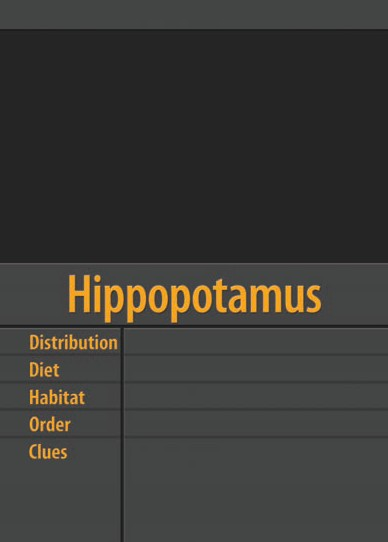 Hippopotamus
Distribution
Diet
Habitat
Order
Clues